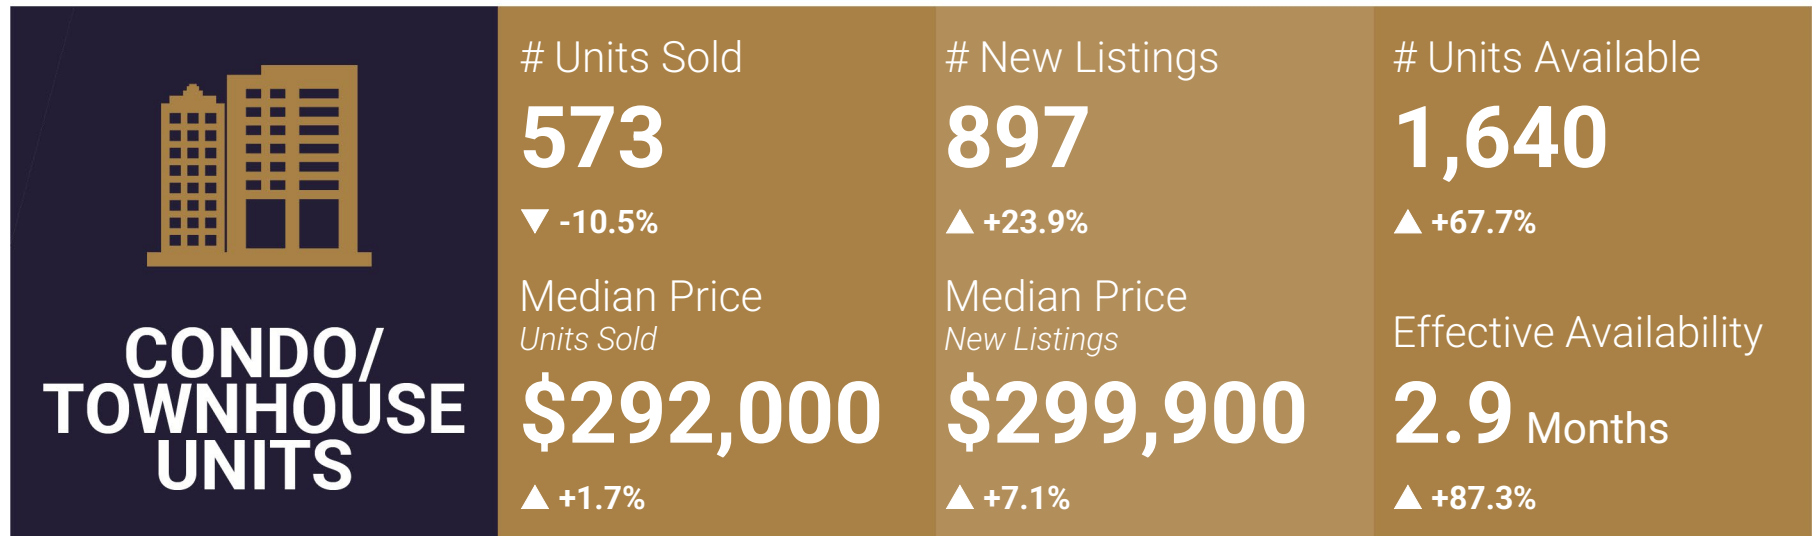 CONDO/
TOWNHOUSE
UNITS
# Units Sold
573
▼ -10.5%
Median Price
Units Sold
$292,000
▲ +1.7%
# New Listings
897
▲ +23.9%
Median Price
New Listings
$299,900
▲ +7.1%
# Units Available
1,640
▲ +67.7%
Effective Availability
2.9 Months
▲ +87.3%